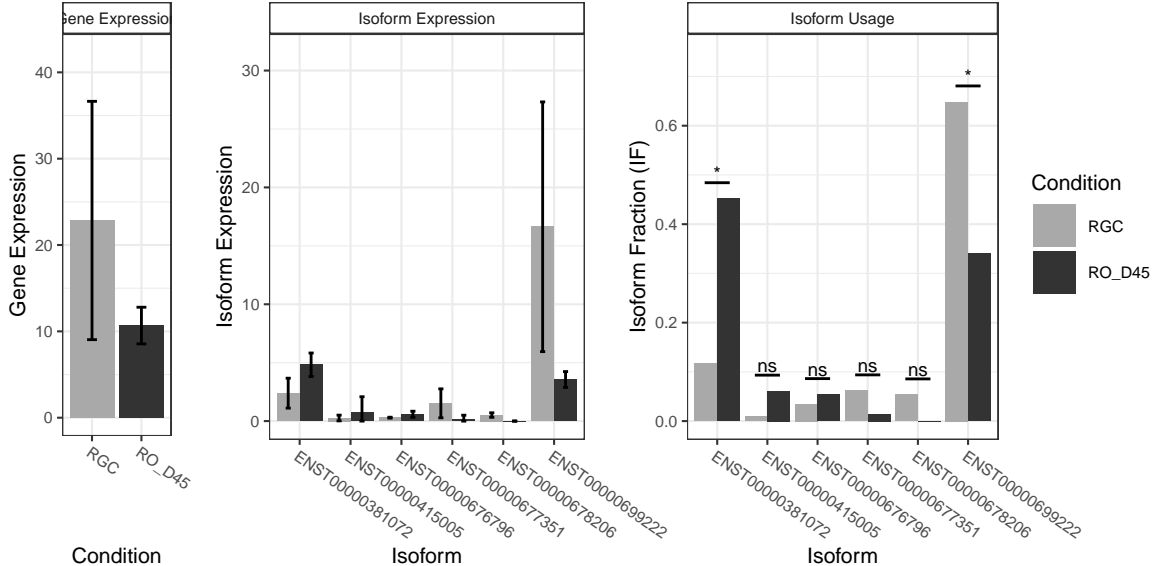 Gene Expression
Gene Expression
40
30
20
10
0
RGC
RO_D45
Condition
Isoform Expression
Isoform Expression
30
20
10
0
ENST00000381072
ENST00000415005
ENST00000676796
ENST00000677351
ENST00000678206
ENST00000699222
Isoform
Isoform Usage
Isoform Fraction (IF)
0.6
0.4
0.2
0.0
*
ns
ns
ns
ns
*
ENST00000381072
ENST00000415005
ENST00000676796
ENST00000677351
ENST00000678206
ENST00000699222
Isoform
Condition
RGC
RO_D45